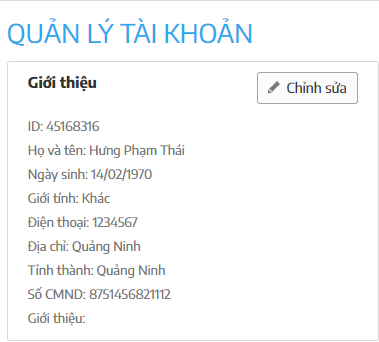 QUẢN LÝ TÀI KHOẢN
Giới thiệu
Chỉnh sửa
ID: 45168316
Họ và tên: Hưng Phạm Thái
Ngày sinh: 14/02/1970
Giới tính: Khác
Điện thoại: 1234567
Địa chỉ: Quảng Ninh
Tỉnh thành: Quảng Ninh
Số CMND: 8751456821112
Giới thiệu: